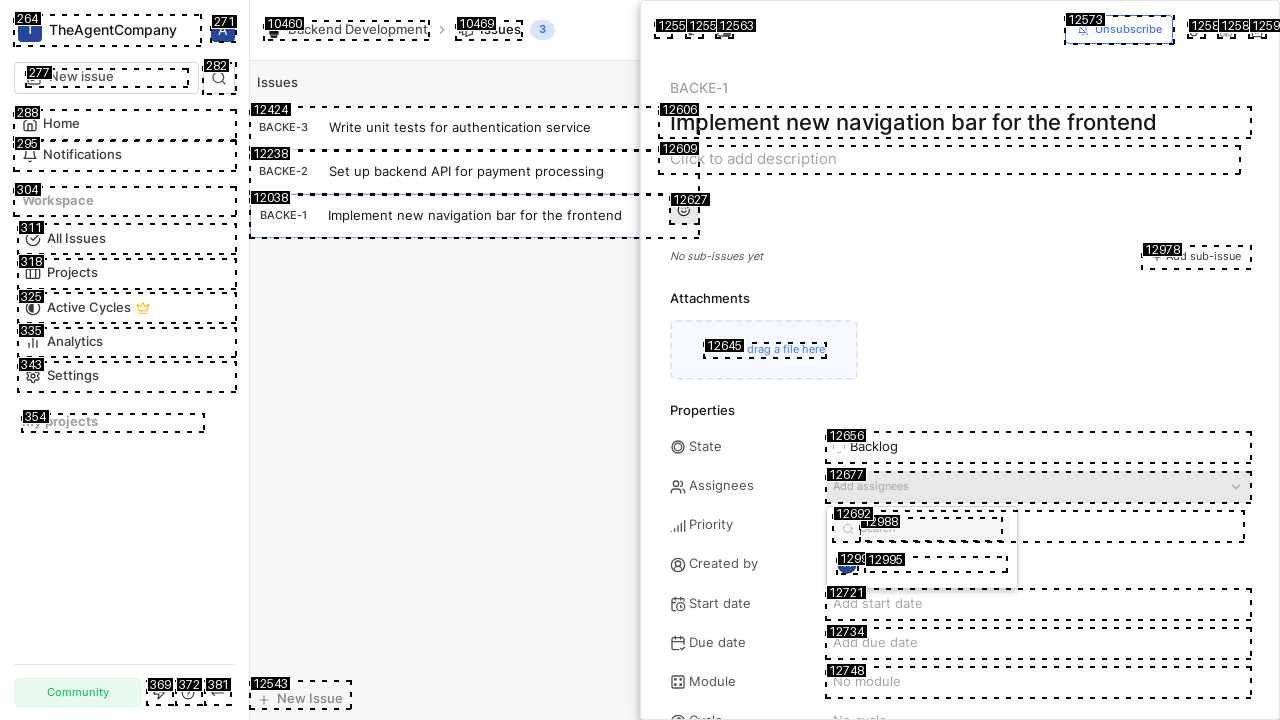 TheAgentCompany
New issue
Home
Notifications
Workspace
All Issues
Projects
Active Cycles
Analytics
Settings
My projects
Community
Backend Development
Issues
3
Issues
BACKE-3 Write unit tests for authentication service
BACKE-2 Set up backend API for payment processing
BACKE-1 Implement new navigation bar for the frontend
New Issue
Unsubscribe
BACKE-1
Implement new navigation bar for the frontend
Click to add description
No sub-issues yet
Add sub-issue
Attachments
drag a file here
Properties
State Backlog
Assignees Add assignees
Priority
Search
Created by
Start date Add start date
Due date Add due date
Module No module
Cycle No cycle
264
271
277
282
288
295
304
311
318
325
335
343
354
369
372
381
10460
10469
12424
12238
12038
12543
12563
12573
12606
12609
12627
12978
12645
12656
12677
12692
12988
12995
12721
12734
12748